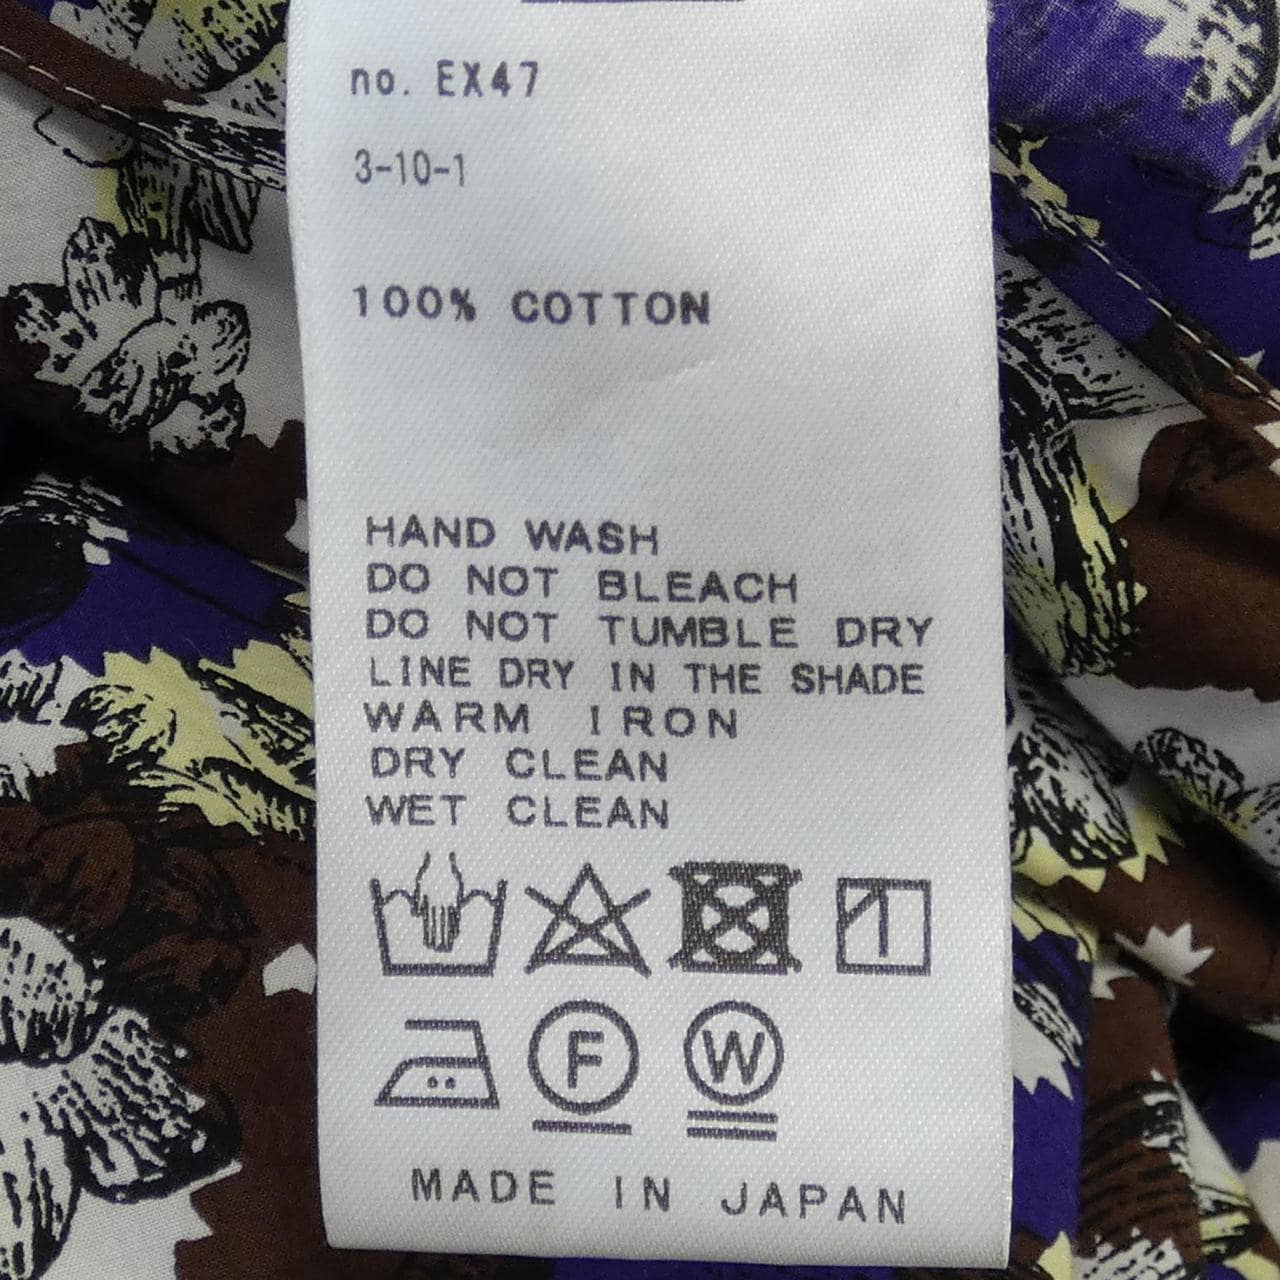 no. EX47
3-10-1
100% COTTON
HAND WASH
DO NOT BLEACH
DO NOT TUMBLE DRY
LINE DRY IN THE SHADE
WARM IRON
DRY CLEAN
WET CLEAN
F W
MADE IN JAPAN